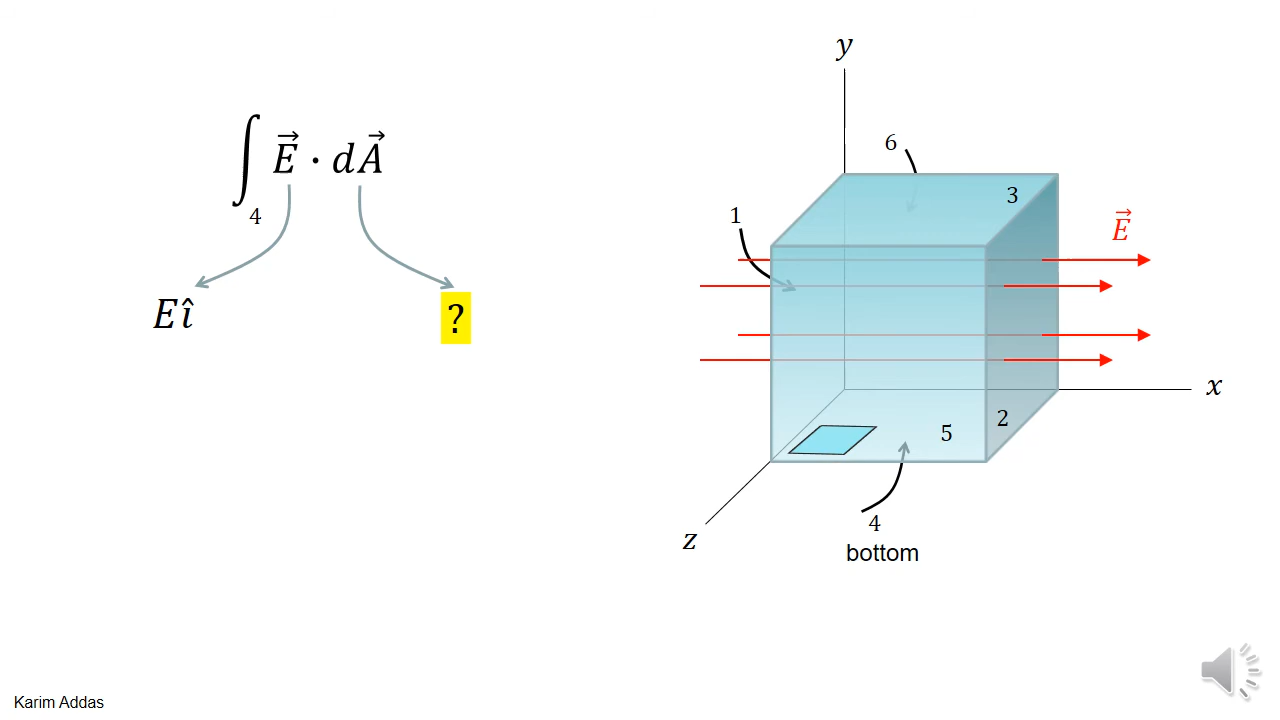 ∫₄ E⃗ · dA⃗
Eî
?
y
6
3
1
E⃗
x
2
5
z
4
bottom
Karim Addas